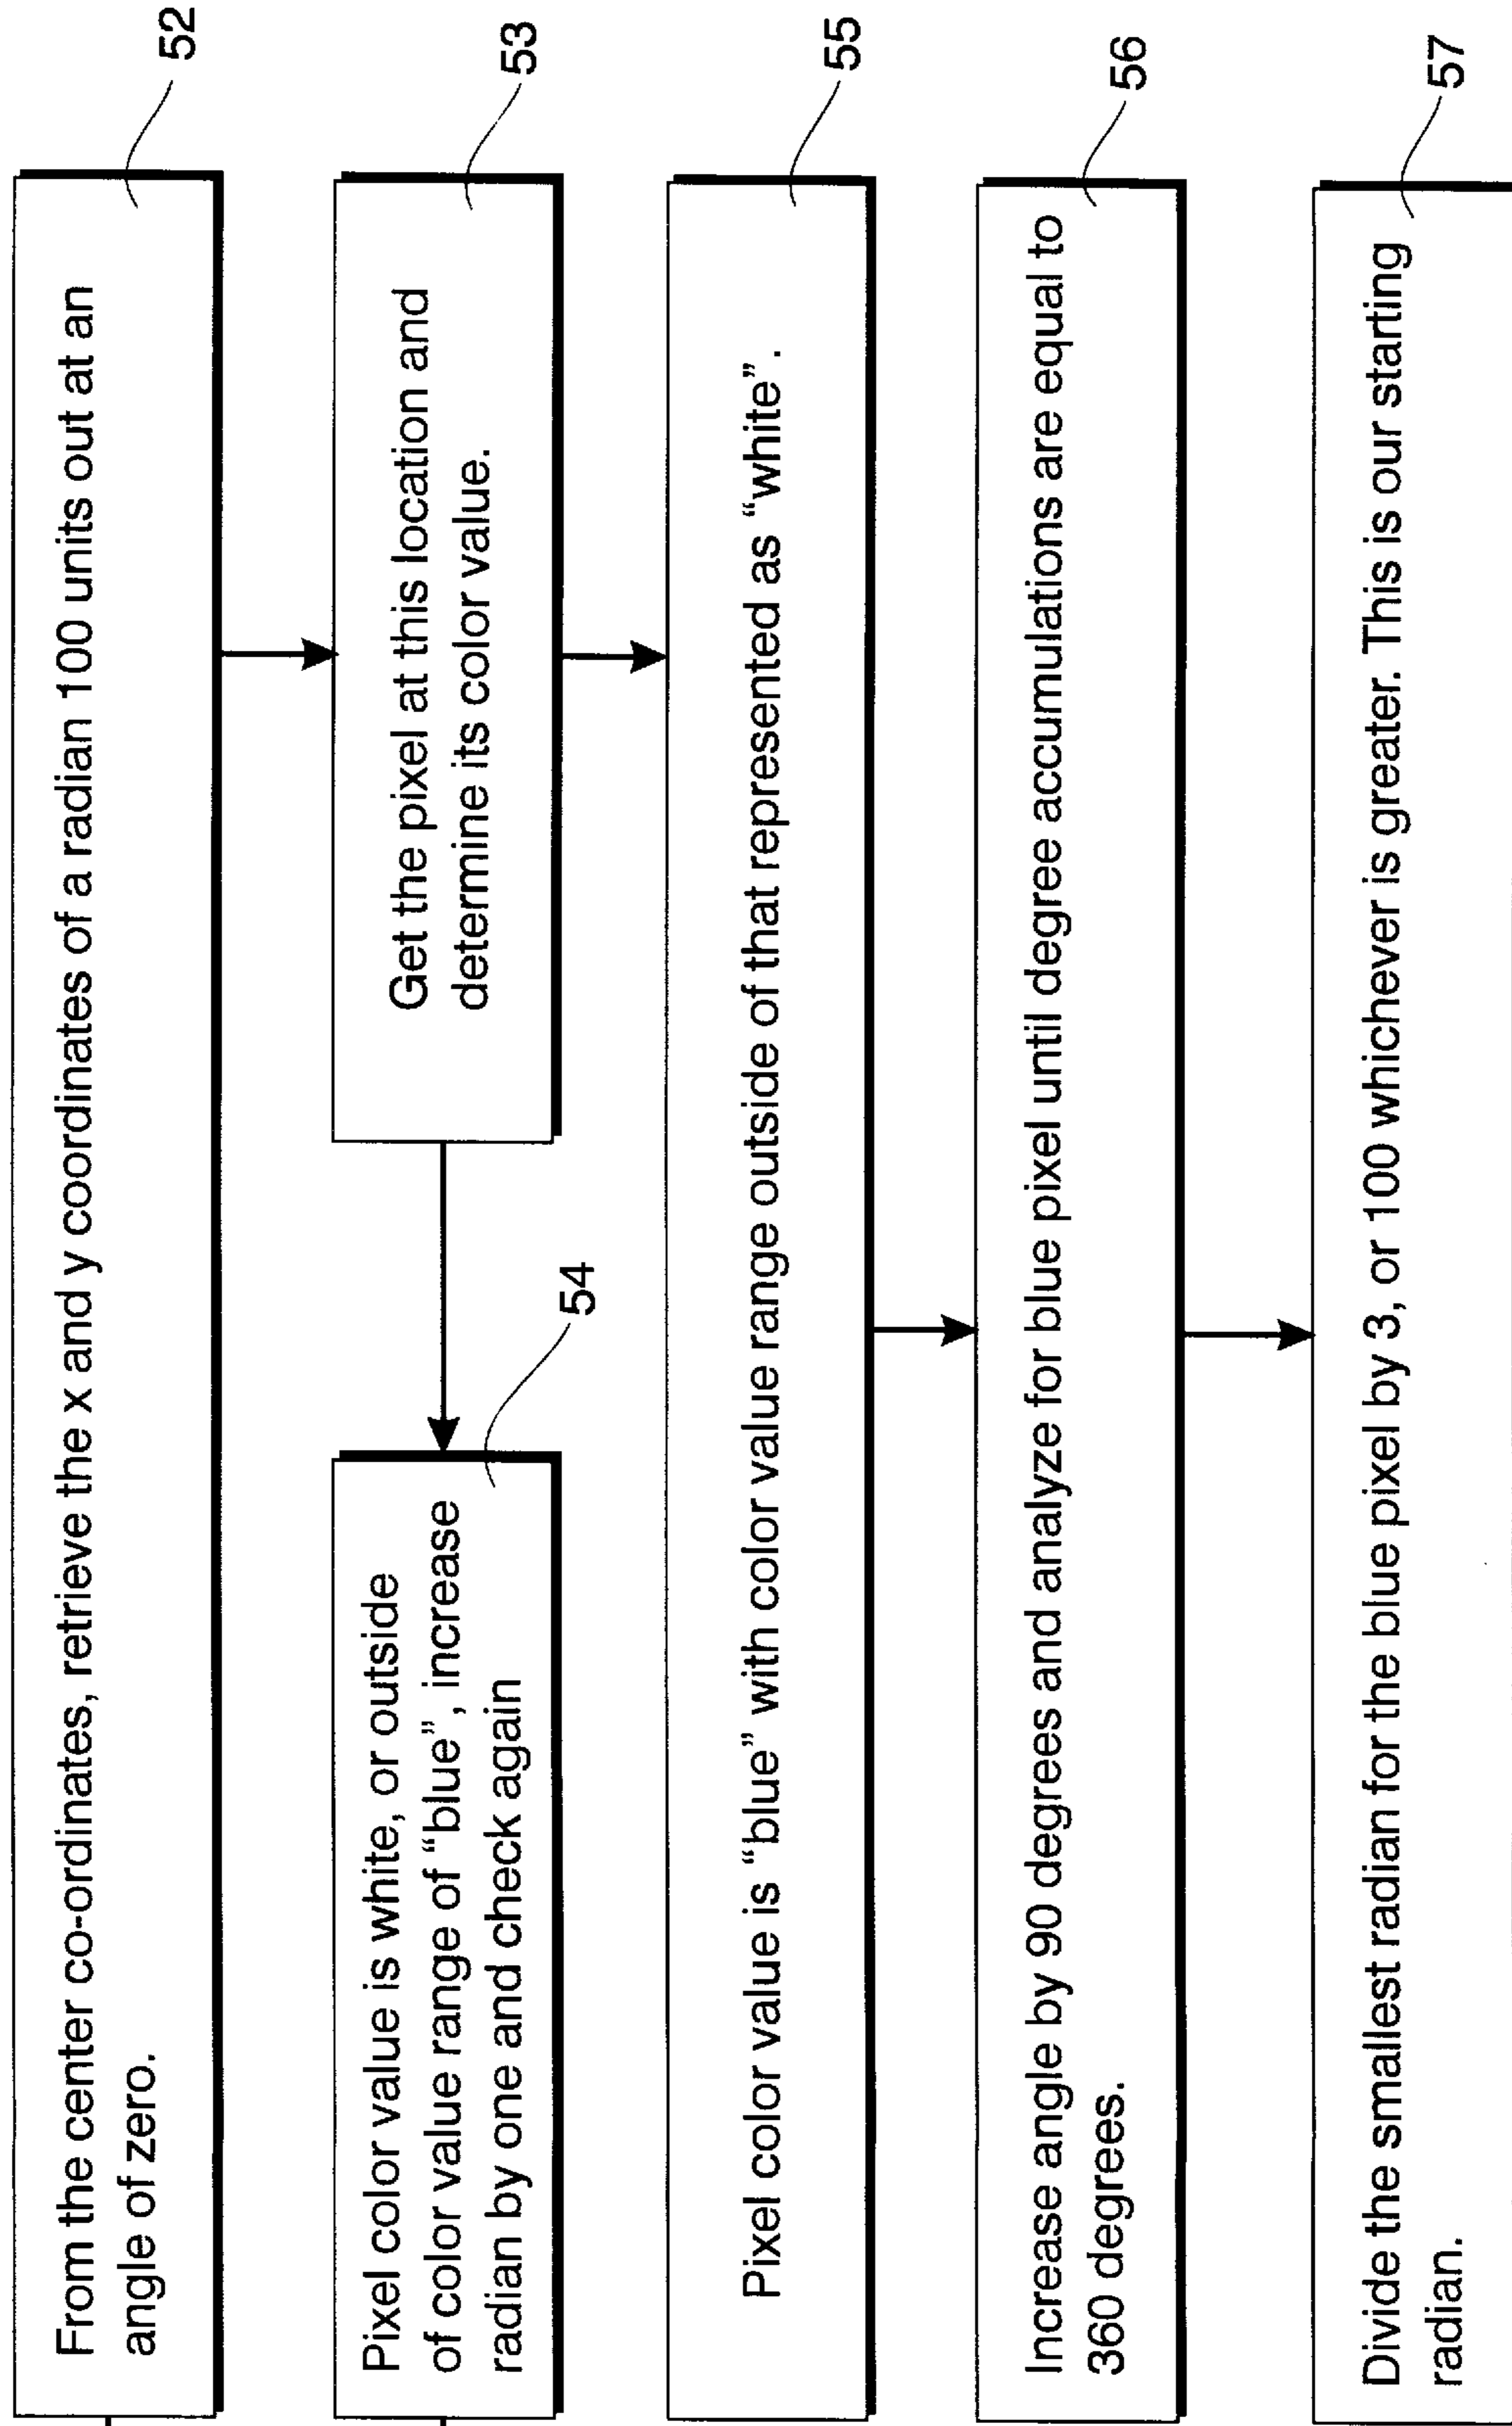 From the center co-ordinates, retrieve the x and y coordinates of a radian 100 units out at an
angle of zero.
52
Get the pixel at this location and
determine its color value.
53
Pixel color value is white, or outside
of color value range of “blue”, increase
radian by one and check again
54
Pixel color value is “blue” with color value range outside of that represented as “white”.
55
Increase angle by 90 degrees and analyze for blue pixel until degree accumulations are equal to
360 degrees.
56
Divide the smallest radian for the blue pixel by 3, or 100 whichever is greater. This is our starting
radian.
57